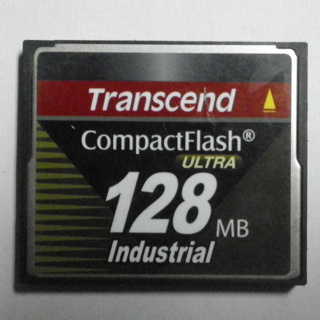 Transcend
CompactFlash®
ULTRA
128 MB
Industrial